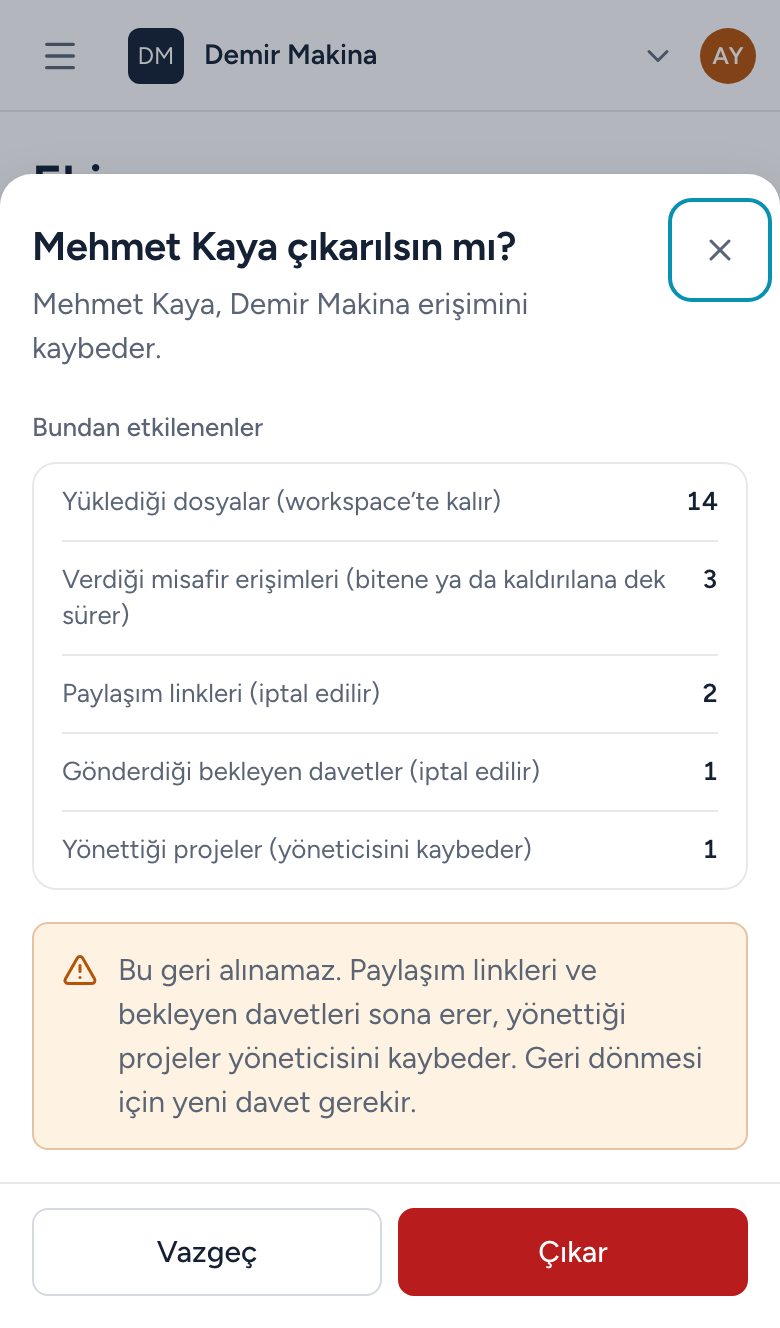 DM Demir Makina AY
Mehmet Kaya çıkarılsın mı?
Mehmet Kaya, Demir Makina erişimini
kaybeder.
Bundan etkilenenler
Yüklediği dosyalar (workspace’te kalır) 14
Verdiği misafir erişimleri (bitene ya da kaldırılana dek 3
sürer)
Paylaşım linkleri (iptal edilir) 2
Gönderdiği bekleyen davetler (iptal edilir) 1
Yönettiği projeler (yöneticisini kaybeder) 1
Bu geri alınamaz. Paylaşım linkleri ve
bekleyen davetleri sona erer, yönettiği
projeler yöneticisini kaybeder. Geri dönmesi
için yeni davet gerekir.
Vazgeç Çıkar